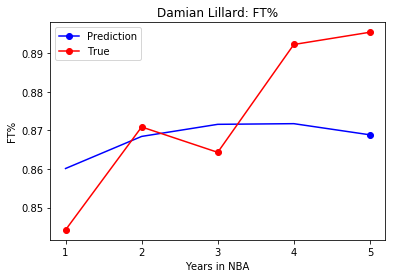 Damian Lillard: FT%
Prediction
True
0.89
0.88
0.87
0.86
0.85
FT%
1 2 3 4 5
Years in NBA